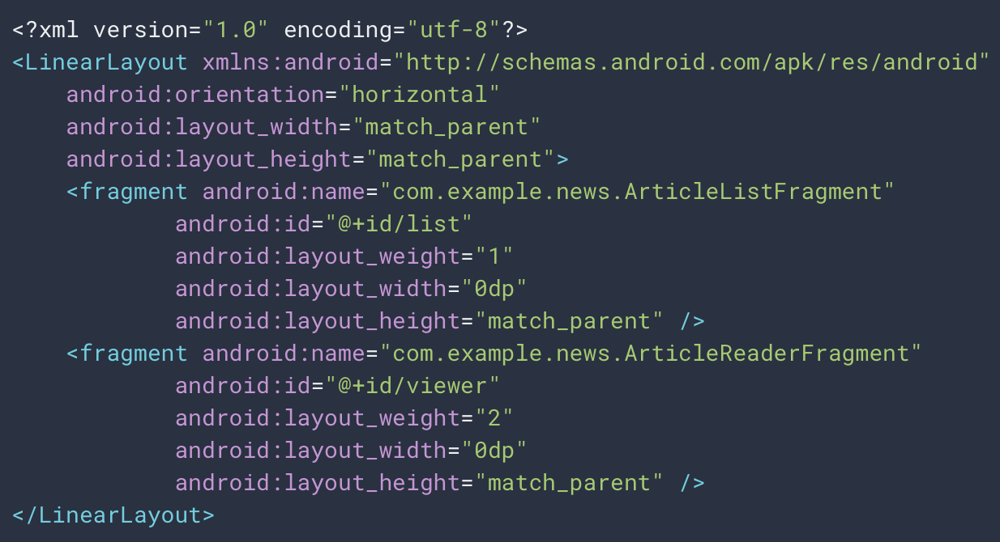 <?xml version="1.0" encoding="utf-8"?>
<LinearLayout xmlns:android="http://schemas.android.com/apk/res/android"
    android:orientation="horizontal"
    android:layout_width="match_parent"
    android:layout_height="match_parent">
    <fragment android:name="com.example.news.ArticleListFragment"
            android:id="@+id/list"
            android:layout_weight="1"
            android:layout_width="0dp"
            android:layout_height="match_parent" />
    <fragment android:name="com.example.news.ArticleReaderFragment"
            android:id="@+id/viewer"
            android:layout_weight="2"
            android:layout_width="0dp"
            android:layout_height="match_parent" />
</LinearLayout>